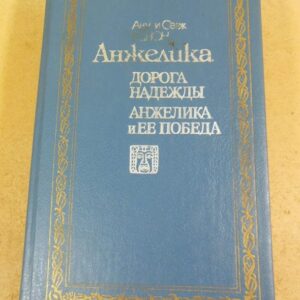 Анн и Серж
Анжелика
ДОРОГА
НАДЕЖДЫ
АНЖЕЛИКА
и ЕЕ ПОБЕДА